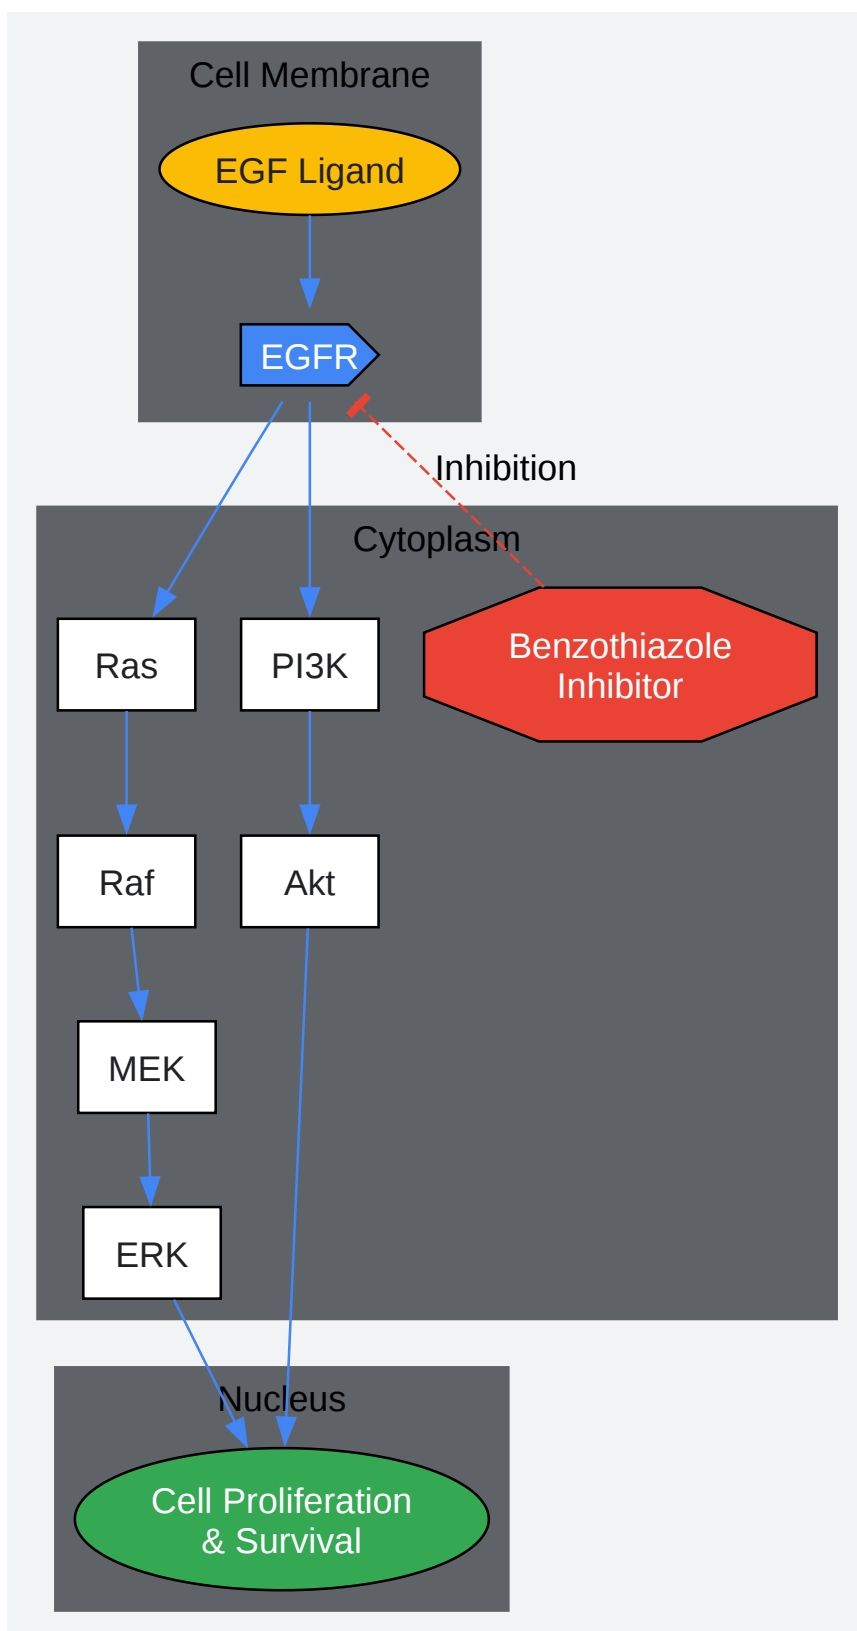 Cell Membrane
EGF Ligand
EGFR
Inhibition
Cytoplasm
Ras
PI3K
Benzothiazole
Inhibitor
Raf
Akt
MEK
ERK
Nucleus
Cell Proliferation
& Survival